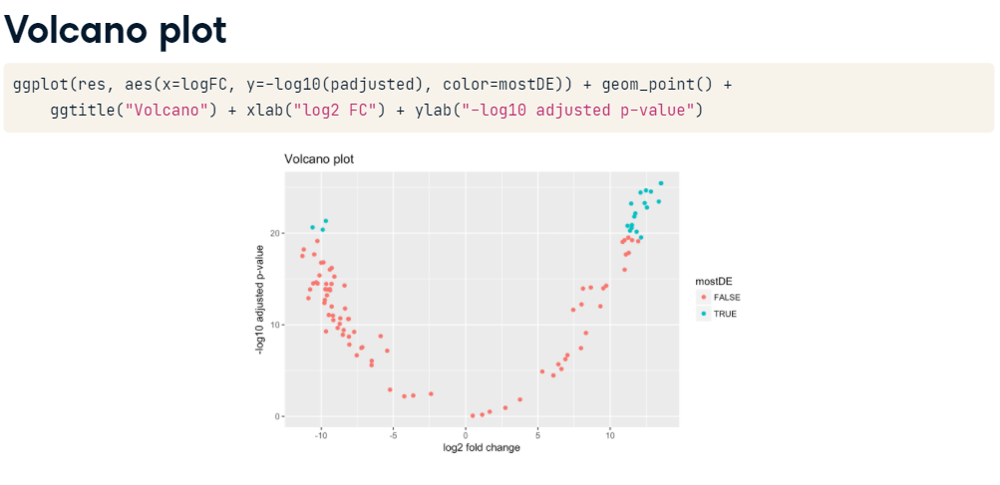 Volcano plot
ggplot(res, aes(x=logFC, y=-log10(padjusted), color=mostDE)) + geom_point() +
ggtitle("Volcano") + xlab("log2 FC") + ylab("-log10 adjusted p-value")
Volcano plot
-log10 adjusted p-value
20
10
0
-10
-5
0
5
10
log2 fold change
mostDE
FALSE
TRUE